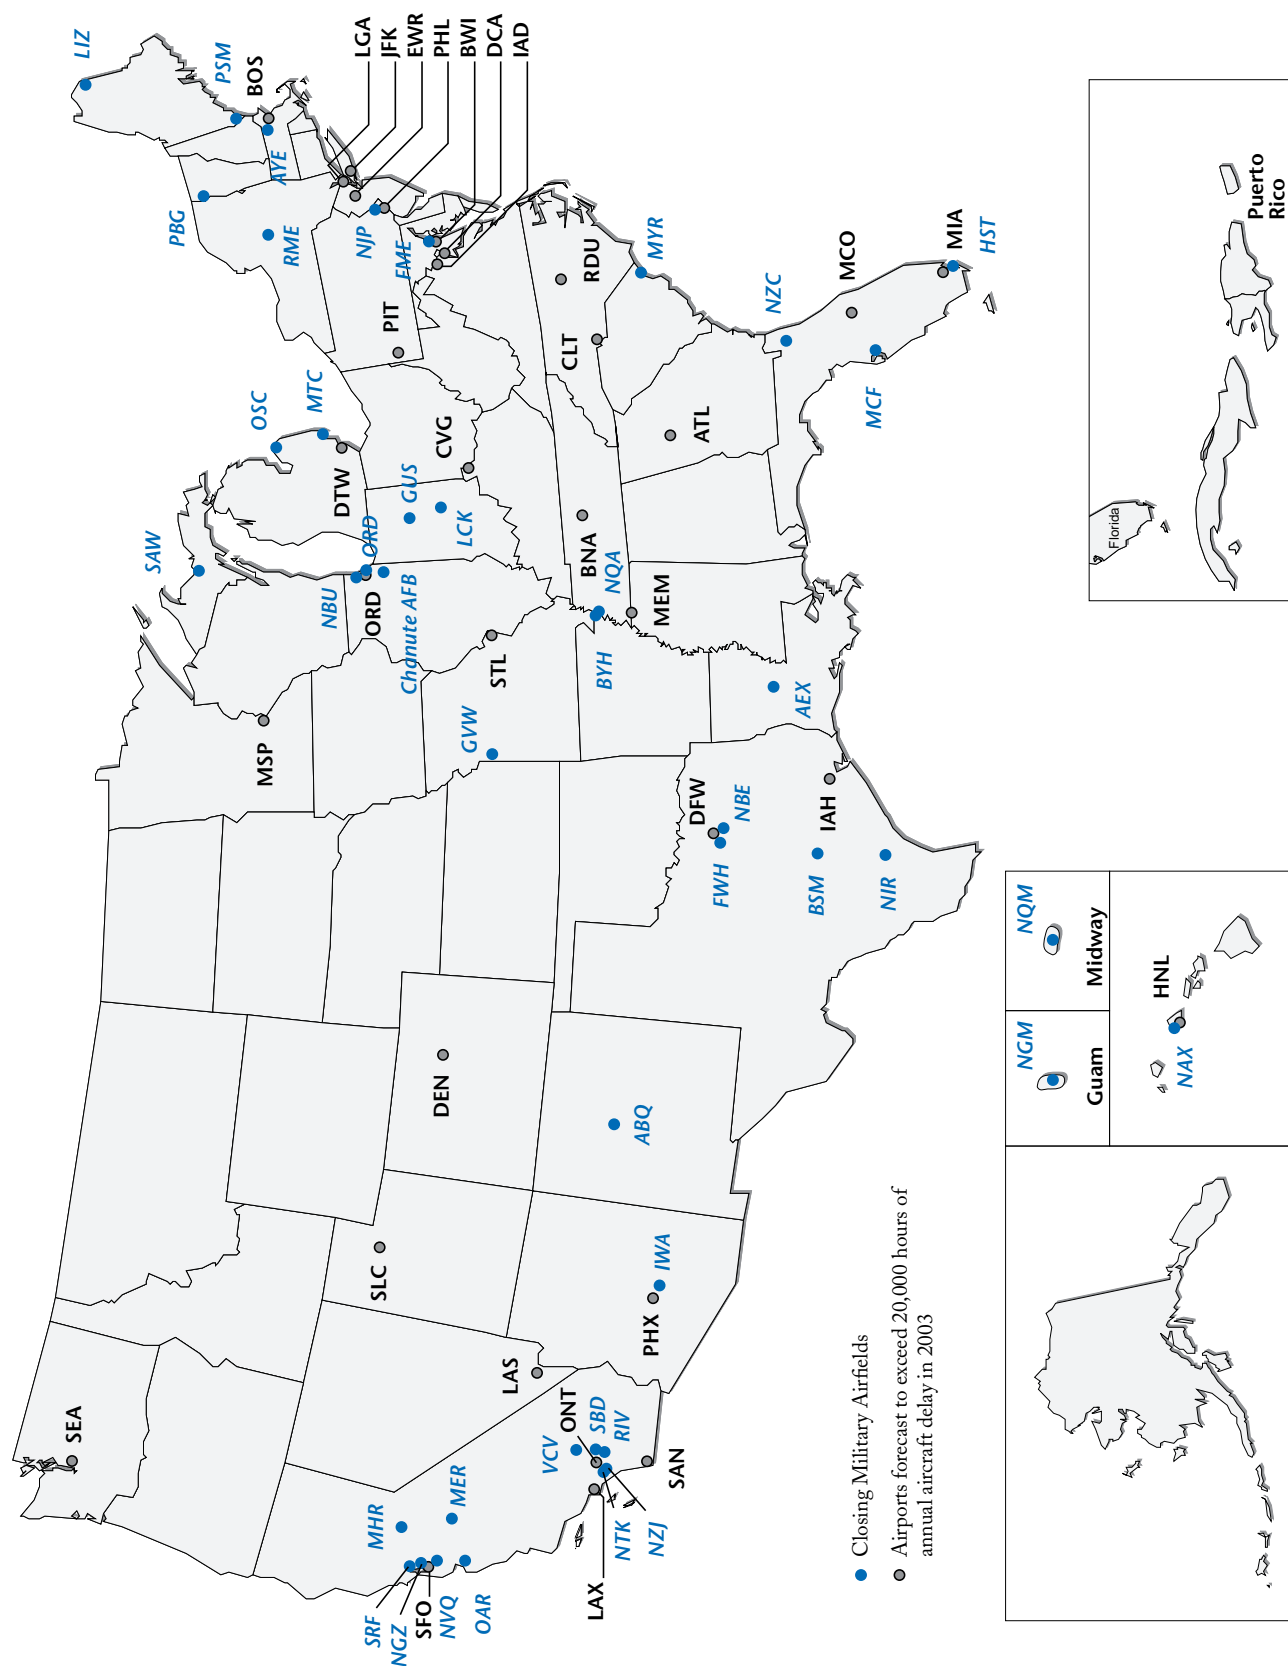 SEA
SRF
NGZ
SFO
NVQ
OAR
MHR
MER
LAX
NTK
NZJ
VCV
ONT
SBD
RIV
SAN
LAS
PHX
IWA
SLC
DEN
ABQ
MSP
GVW
STL
DFW
FWH
NBE
BSM
IAH
NIR
AEX
BYH
NQA
MEM
BNA
SAW
NBU
ORD
ORD
Chanute AFB
OSC
MTC
DTW
GUS
LCK
CVG
PIT
CLT
RDU
ATL
MYR
NZC
MCO
MCF
MIA
HST
LIZ
PSM
BOS
AYE
PBG
RME
NJP
FME
LGA
JFK
EWR
PHL
BWI
DCA
IAD
Closing Military Airfields
Airports forecast to exceed 20,000 hours of
annual aircraft delay in 2003
NGM
Guam
NQM
Midway
HNL
NAX
Florida
Puerto
Rico